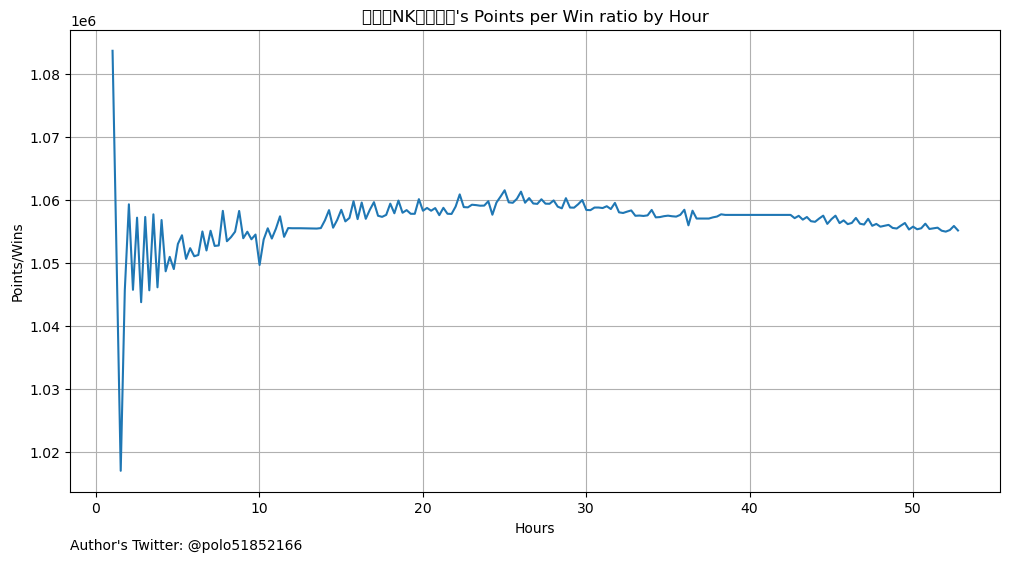 NK's Points per Win ratio by Hour
1e6
1.08
1.07
1.06
1.05
1.04
1.03
1.02
Points/Wins
0 10 20 30 40 50
Hours
Author's Twitter: @polo51852166